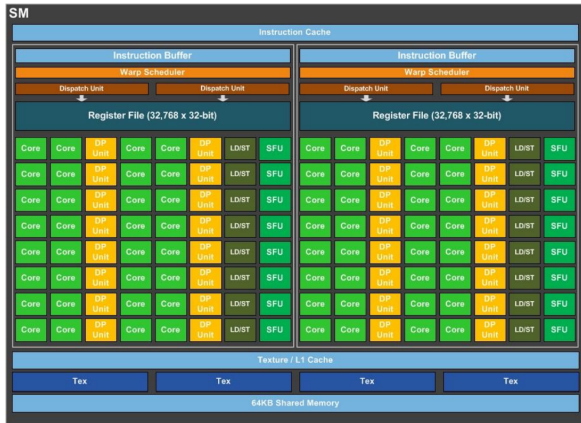 SM
Instruction Cache
Instruction Buffer Instruction Buffer
Warp Scheduler Warp Scheduler
Dispatch Unit Dispatch Unit Dispatch Unit Dispatch Unit
Register File (32,768 x 32-bit) Register File (32,768 x 32-bit)
Core Core DP Unit Core Core DP Unit LD/ST SFU Core Core DP Unit Core Core DP Unit LD/ST SFU
Core Core DP Unit Core Core DP Unit LD/ST SFU Core Core DP Unit Core Core DP Unit LD/ST SFU
Core Core DP Unit Core Core DP Unit LD/ST SFU Core Core DP Unit Core Core DP Unit LD/ST SFU
Core Core DP Unit Core Core DP Unit LD/ST SFU Core Core DP Unit Core Core DP Unit LD/ST SFU
Core Core DP Unit Core Core DP Unit LD/ST SFU Core Core DP Unit Core Core DP Unit LD/ST SFU
Core Core DP Unit Core Core DP Unit LD/ST SFU Core Core DP Unit Core Core DP Unit LD/ST SFU
Core Core DP Unit Core Core DP Unit LD/ST SFU Core Core DP Unit Core Core DP Unit LD/ST SFU
Core Core DP Unit Core Core DP Unit LD/ST SFU Core Core DP Unit Core Core DP Unit LD/ST SFU
Texture / L1 Cache
Tex Tex Tex Tex
64KB Shared Memory